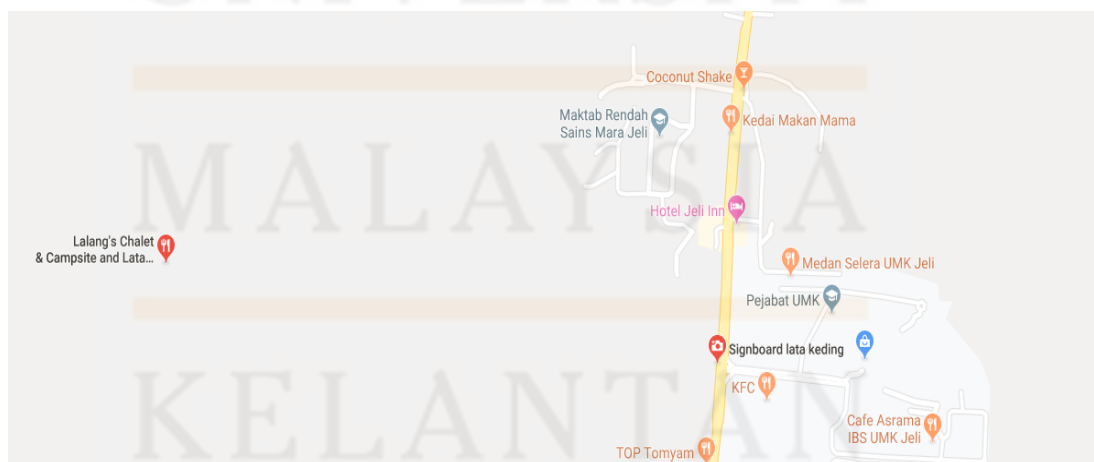 UNIVERSITI
Coconut Shake
Maktab Rendah
Sains Mara Jeli
Kedai Makan Mama
MALAYSIA
Hotel Jeli Inn
Lalang's Chalet
& Campsite and Lata...
Medan Selera UMK Jeli
Pejabat UMK
Signboard lata keding
KFC
KELANTAN
Cafe Asrama
IBS UMK Jeli
TOP Tomyam